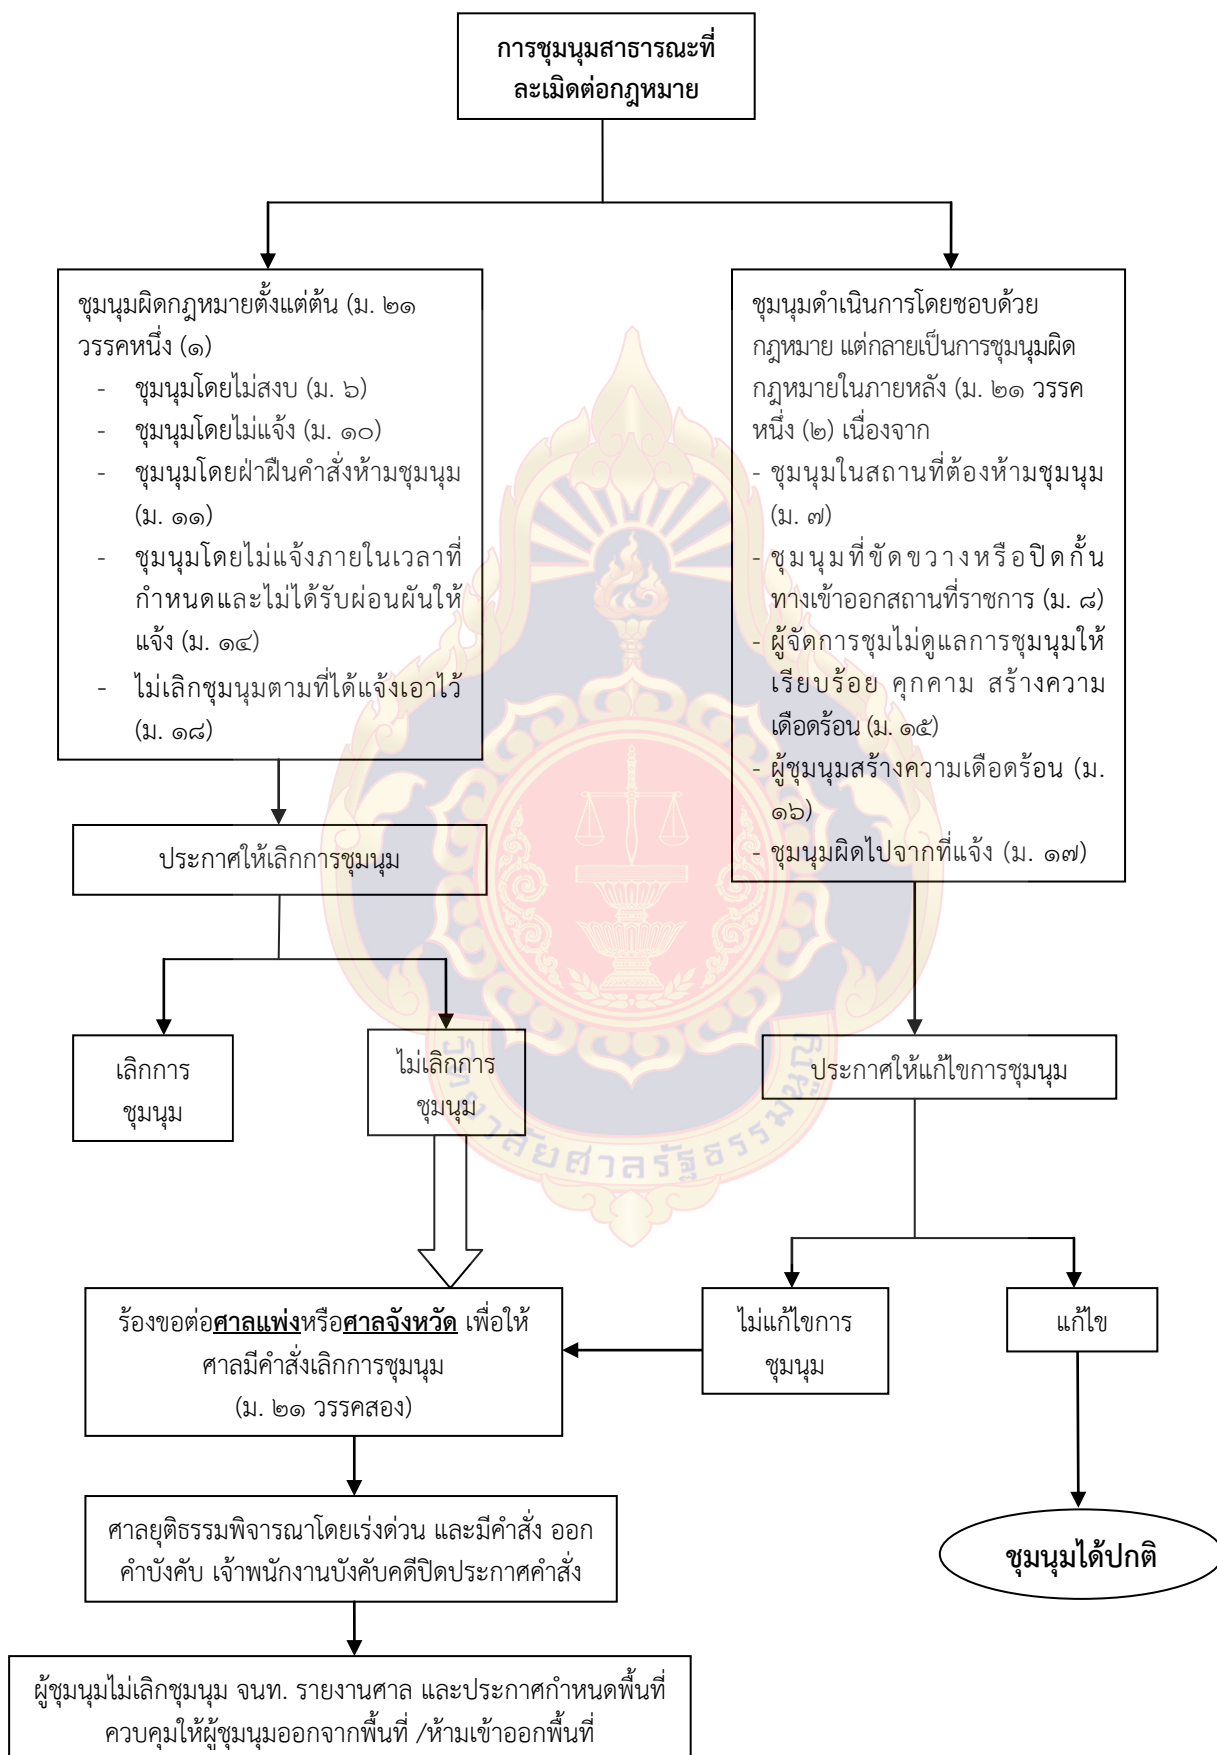 การชุมนุมสาธารณะที่
ละเมิดต่อกฎหมาย
ชุมนุมผิดกฎหมายตั้งแต่ต้น (ม. ๒๑
วรรคหนึ่ง (๑)
- ชุมนุมโดยไม่สงบ (ม. ๖)
- ชุมนุมโดยไม่แจ้ง (ม. ๑๐)
- ชุมนุมโดยฝ่าฝืนคำสั่งห้ามชุมนุม
(ม. ๑๑)
- ชุมนุมโดยไม่แจ้งภายในเวลาที่
กำหนดและไม่ได้รับผ่อนผันให้
แจ้ง (ม. ๑๔)
- ไม่เลิกชุมนุมตามที่ได้แจ้งเอาไว้
(ม. ๑๘)
ชุมนุมดำเนินการโดยชอบด้วย
กฎหมาย แต่กลายเป็นการชุมนุมผิด
กฎหมายในภายหลัง (ม. ๒๑ วรรค
หนึ่ง (๒) เนื่องจาก
- ชุมนุมในสถานที่ต้องห้ามชุมนุม
(ม. ๗)
- ชุมนุมที่ขัดขวางหรือปิดกั้น
ทางเข้าออกสถานที่ราชการ (ม. ๘)
- ผู้จัดการชุมไม่ดูแลการชุมนุมให้
เรียบร้อย คุกคาม สร้างความ
เดือดร้อน (ม. ๑๕)
- ผู้ชุมนุมสร้างความเดือดร้อน (ม.
๑๖)
- ชุมนุมผิดไปจากที่แจ้ง (ม. ๑๗)
ประกาศให้เลิกการชุมนุม
เลิกการ
ชุมนุม
ไม่เลิกการ
ชุมนุม
ประกาศให้แก้ไขการชุมนุม
วิทยาลัยศาลรัฐธรรมนูญ
ร้องขอต่อศาลแพ่งหรือศาลจังหวัด เพื่อให้
ศาลมีคำสั่งเลิกการชุมนุม
(ม. ๒๑ วรรคสอง)
ไม่แก้ไขการ
ชุมนุม
แก้ไข
ศาลยุติธรรมพิจารณาโดยเร่งด่วน และมีคำสั่ง ออก
คำบังคับ เจ้าพนักงานบังคับคดีปิดประกาศคำสั่ง
ชุมนุมได้ปกติ
ผู้ชุมนุมไม่เลิกชุมนุม จนท. รายงานศาล และประกาศกำหนดพื้นที่
ควบคุมให้ผู้ชุมนุมออกจากพื้นที่ /ห้ามเข้าออกพื้นที่